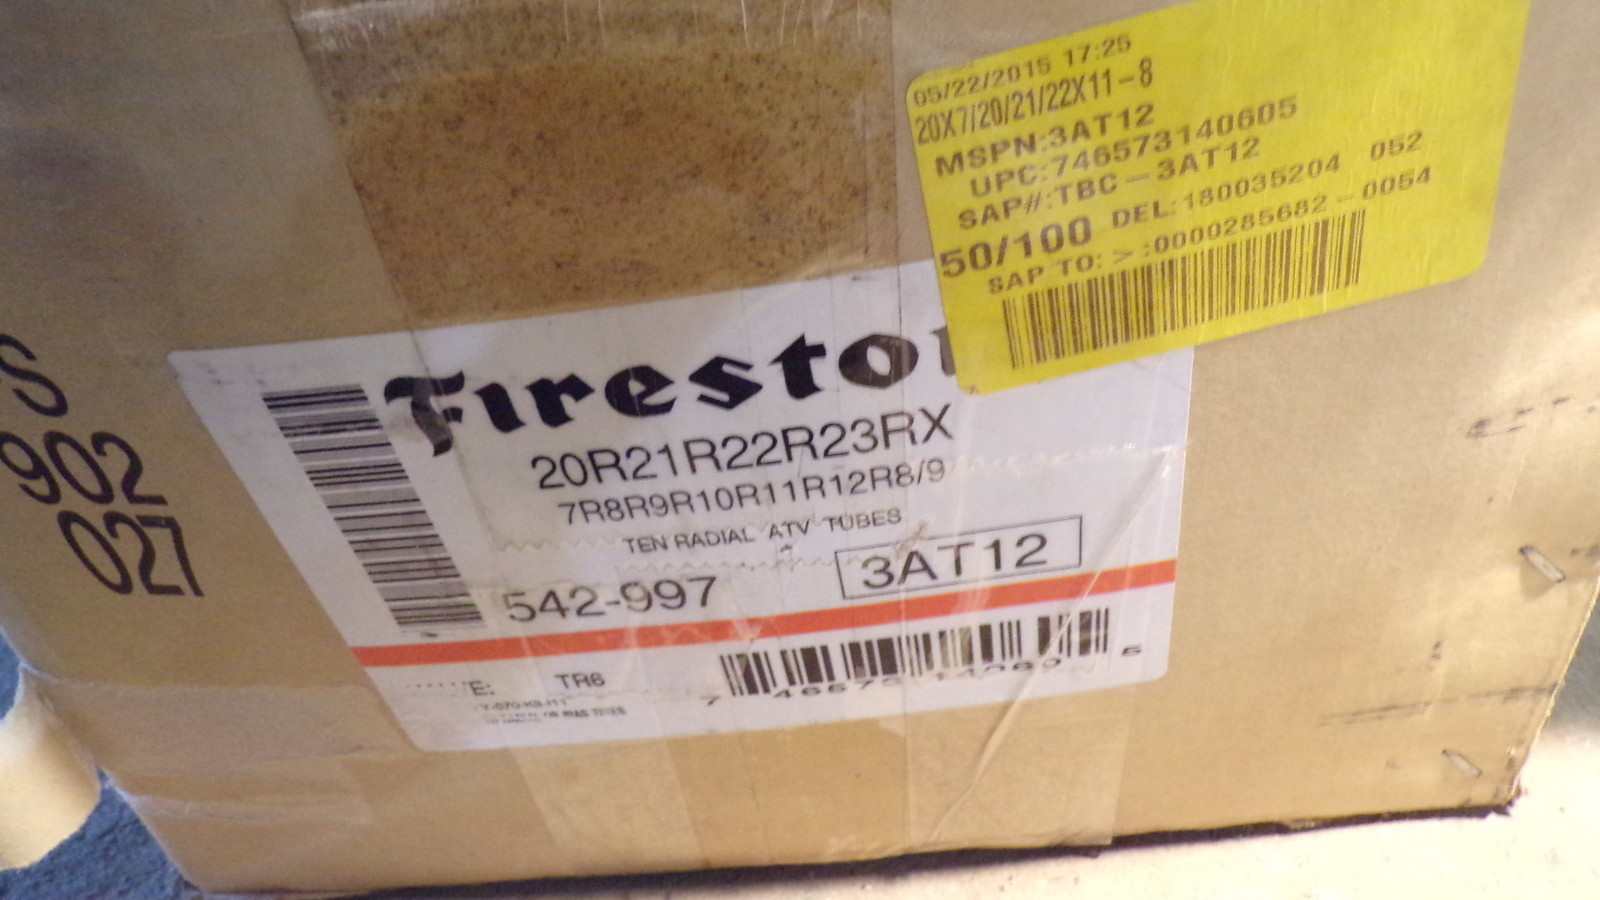 05/22/2015 17:25
20X7/20/21/22X11-8
MSPN:3AT12
UPC:746573140605
SAP#:TBC-3AT12
50/100 DEL:180035204 052
SAP TO: > :0000285682-0054
Firesto
20R21R22R23RX
7R8R9R10R11R12R8/9
TEN RADIAL ATV TUBES
542-997
3AT12
E: TR6
TIRES
S
902
027